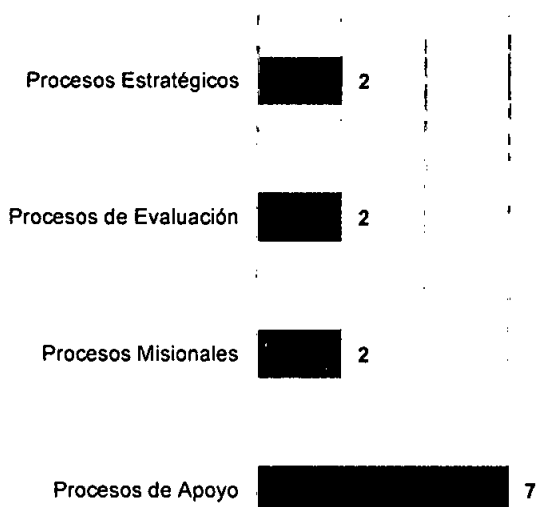 Procesos Estratégicos 2
Procesos de Evaluación 2
Procesos Misionales 2
Procesos de Apoyo 7